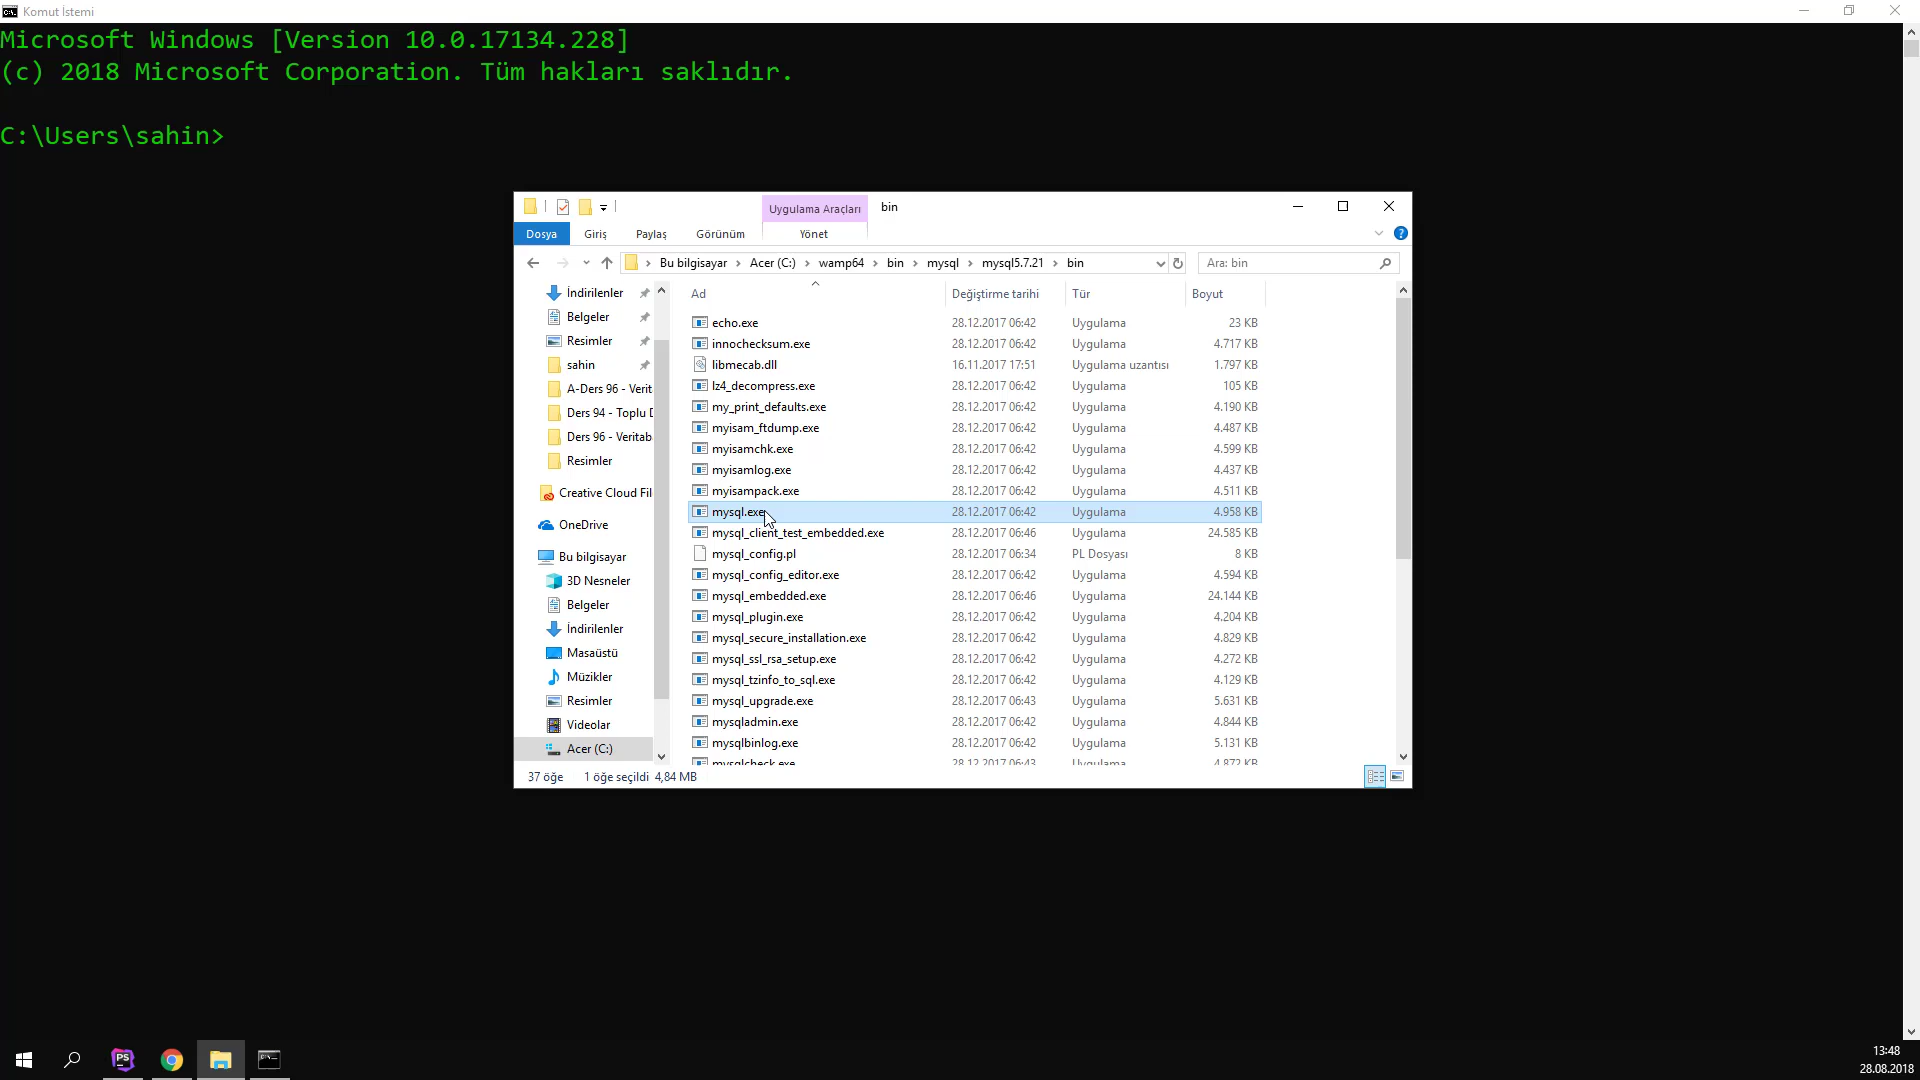 Komut İstemi
Microsoft Windows [Version 10.0.17134.228]
(c) 2018 Microsoft Corporation. Tüm hakları saklıdır.
C:\Users\sahin>
Uygulama Araçları bin
Dosya Giriş Paylaş Görünüm Yönet
Bu bilgisayar Acer (C:) wamp64 bin mysql mysql5.7.21 bin
Ara: bin
İndirilenler
Belgeler
Resimler
sahin
A-Ders 96 - Verit
Ders 94 - Toplu D
Ders 96 - Veritab
Resimler
Creative Cloud Fil
OneDrive
Bu bilgisayar
3D Nesneler
Belgeler
İndirilenler
Masaüstü
Müzikler
Resimler
Videolar
Acer (C:)
Ad Değiştirme tarihi Tür Boyut
echo.exe 28.12.2017 06:42 Uygulama 23 KB
innochecksum.exe 28.12.2017 06:42 Uygulama 4.717 KB
libmecab.dll 16.11.2017 17:51 Uygulama uzantısı 1.797 KB
lz4_decompress.exe 28.12.2017 06:42 Uygulama 105 KB
my_print_defaults.exe 28.12.2017 06:42 Uygulama 4.190 KB
myisam_ftdump.exe 28.12.2017 06:42 Uygulama 4.487 KB
myisamchk.exe 28.12.2017 06:42 Uygulama 4.599 KB
myisamlog.exe 28.12.2017 06:42 Uygulama 4.437 KB
myisampack.exe 28.12.2017 06:42 Uygulama 4.511 KB
mysql.exe 28.12.2017 06:42 Uygulama 4.958 KB
mysql_client_test_embedded.exe 28.12.2017 06:46 Uygulama 24.585 KB
mysql_config.pl 28.12.2017 06:34 PL Dosyası 8 KB
mysql_config_editor.exe 28.12.2017 06:42 Uygulama 4.594 KB
mysql_embedded.exe 28.12.2017 06:46 Uygulama 24.144 KB
mysql_plugin.exe 28.12.2017 06:42 Uygulama 4.204 KB
mysql_secure_installation.exe 28.12.2017 06:42 Uygulama 4.829 KB
mysql_ssl_rsa_setup.exe 28.12.2017 06:42 Uygulama 4.272 KB
mysql_tzinfo_to_sql.exe 28.12.2017 06:42 Uygulama 4.129 KB
mysql_upgrade.exe 28.12.2017 06:43 Uygulama 5.631 KB
mysqladmin.exe 28.12.2017 06:42 Uygulama 4.844 KB
mysqlbinlog.exe 28.12.2017 06:42 Uygulama 5.131 KB
mysqlcheck.exe 28.12.2017 06:43 Uygulama 4.872 KB
37 öğe 1 öğe seçildi 4,84 MB
PS
13:48
28.08.2018